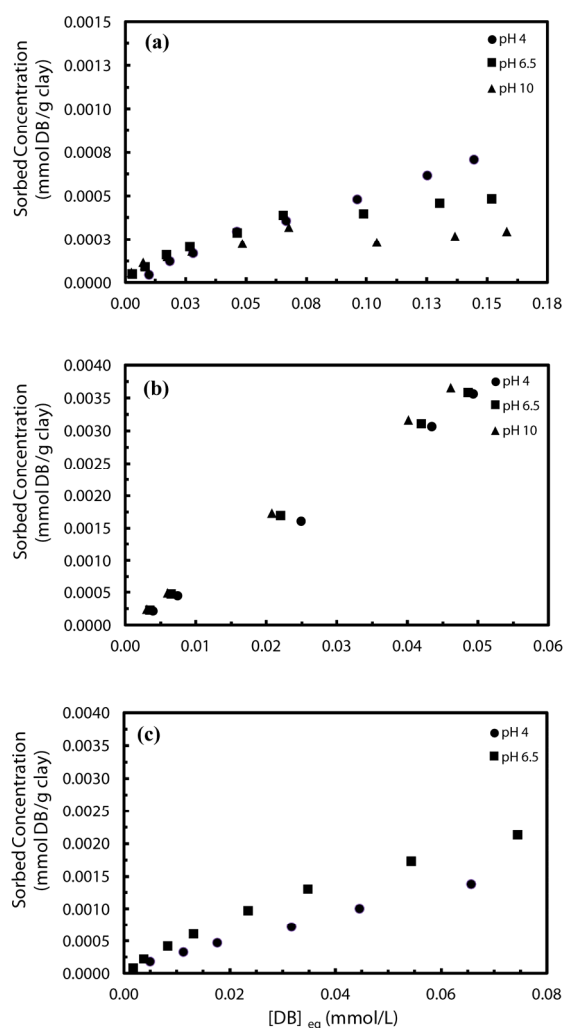 (a)
pH 4
pH 6.5
pH 10
Sorbed Concentration
(mmol DB/g clay)
0.0015
0.0013
0.0010
0.0008
0.0005
0.0003
0.0000
0.00 0.03 0.05 0.08 0.10 0.13 0.15 0.18
(b)
pH 4
pH 6.5
pH 10
Sorbed Concentration
(mmol DB/g clay)
0.0040
0.0035
0.0030
0.0025
0.0020
0.0015
0.0010
0.0005
0.0000
0.00 0.01 0.02 0.03 0.04 0.05 0.06
(c)
pH 4
pH 6.5
Sorbed Concentration
(mmol DB/g clay)
0.0040
0.0035
0.0030
0.0025
0.0020
0.0015
0.0010
0.0005
0.0000
0.00 0.02 0.04 0.06 0.08
[DB] eq (mmol/L)